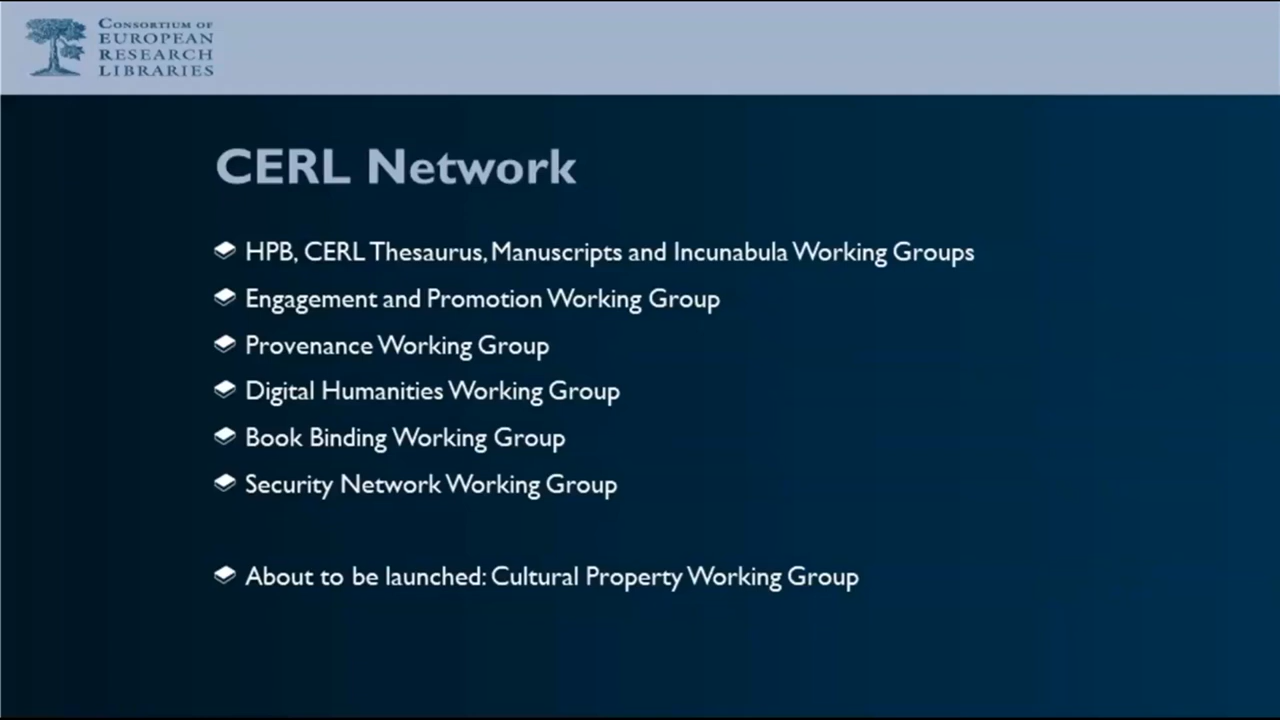 CONSORTIUM OF
EUROPEAN
RESEARCH
LIBRARIES
CERL Network
HPB, CERL Thesaurus, Manuscripts and Incunabula Working Groups
Engagement and Promotion Working Group
Provenance Working Group
Digital Humanities Working Group
Book Binding Working Group
Security Network Working Group
About to be launched: Cultural Property Working Group